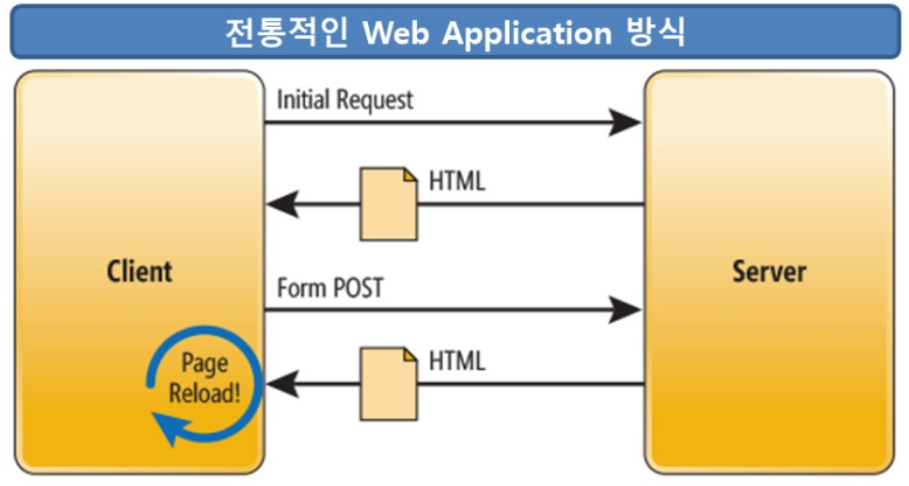 전통적인 Web Application 방식
Initial Request
HTML
Client
Server
Form POST
HTML
Page
Reload!